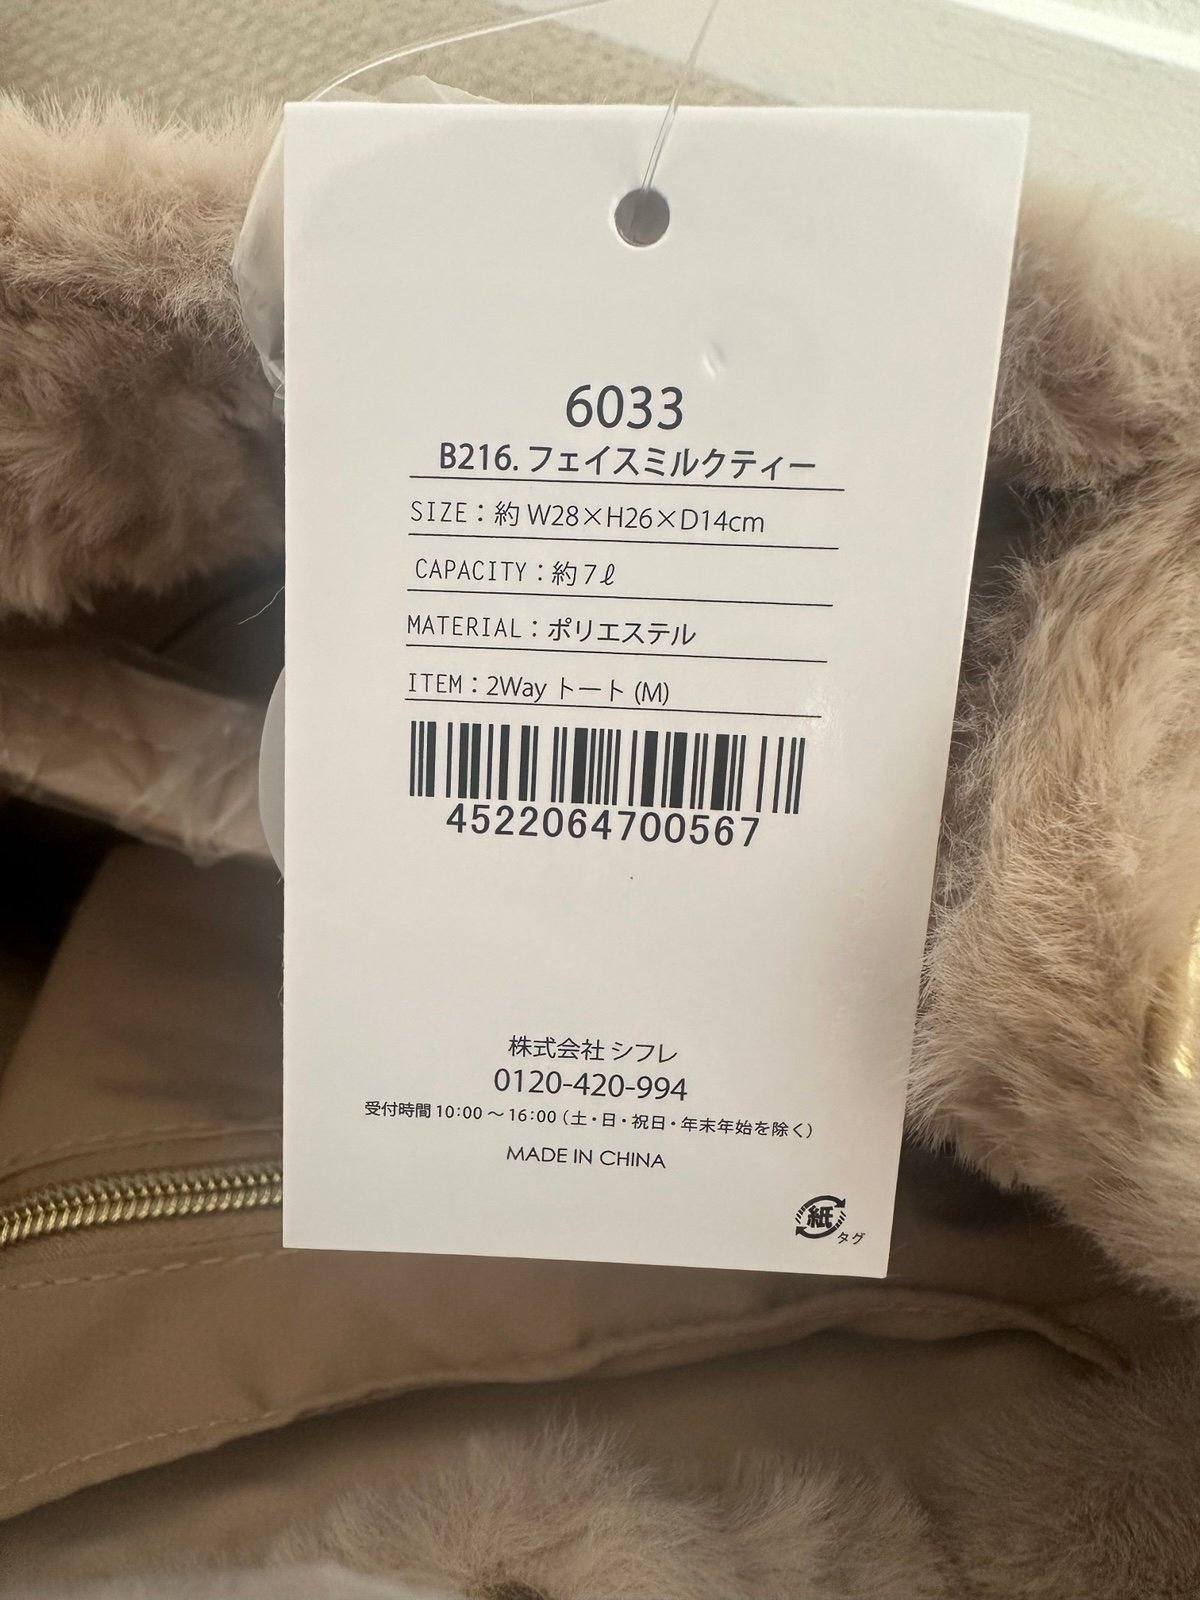 6033
B216. フェイスミルクティー
SIZE：約 W28×H26×D14cm
CAPACITY：約 7ℓ
MATERIAL：ポリエステル
ITEM：2Way トート (M)
4522064700567
株式会社 シフレ
0120-420-994
受付時間 10：00 〜 16：00（土・日・祝日・年末年始を除く）
MADE IN CHINA
紙
タグ